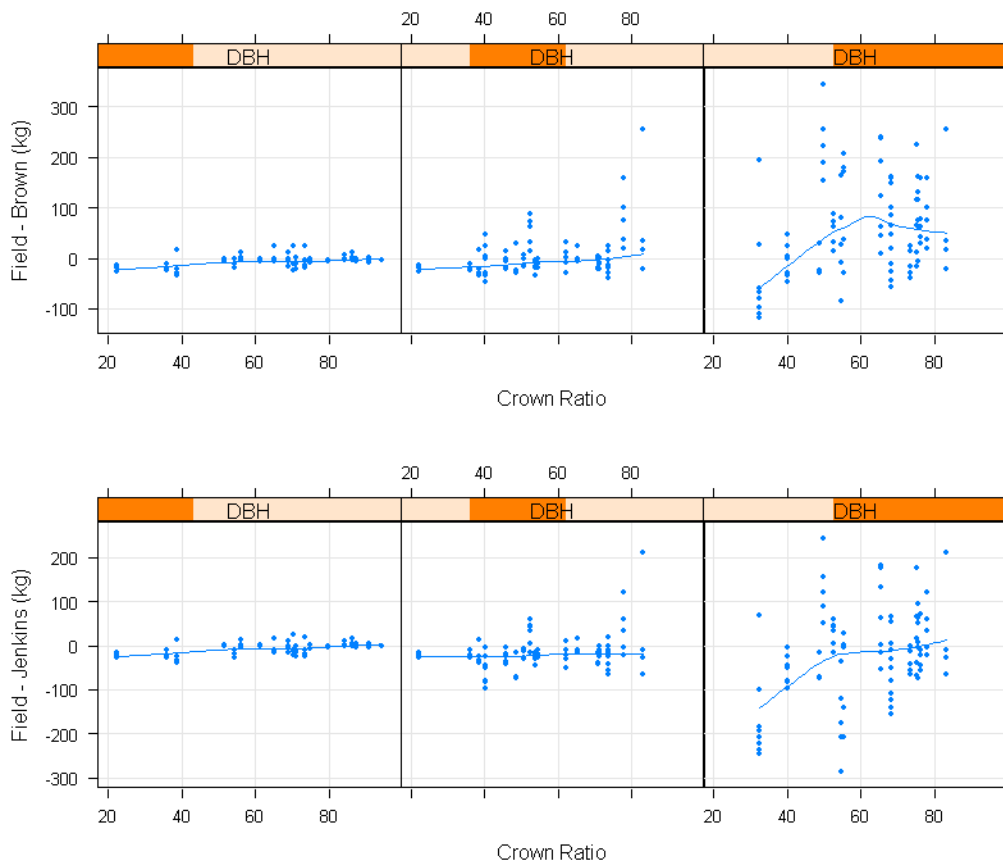 20 40 60 80
DBH DBH DBH
300
200
100
0
-100
Field - Brown (kg)
20 40 60 80 20 40 60 80
Crown Ratio
20 40 60 80
DBH DBH DBH
200
100
0
-100
-200
-300
Field - Jenkins (kg)
20 40 60 80 20 40 60 80
Crown Ratio